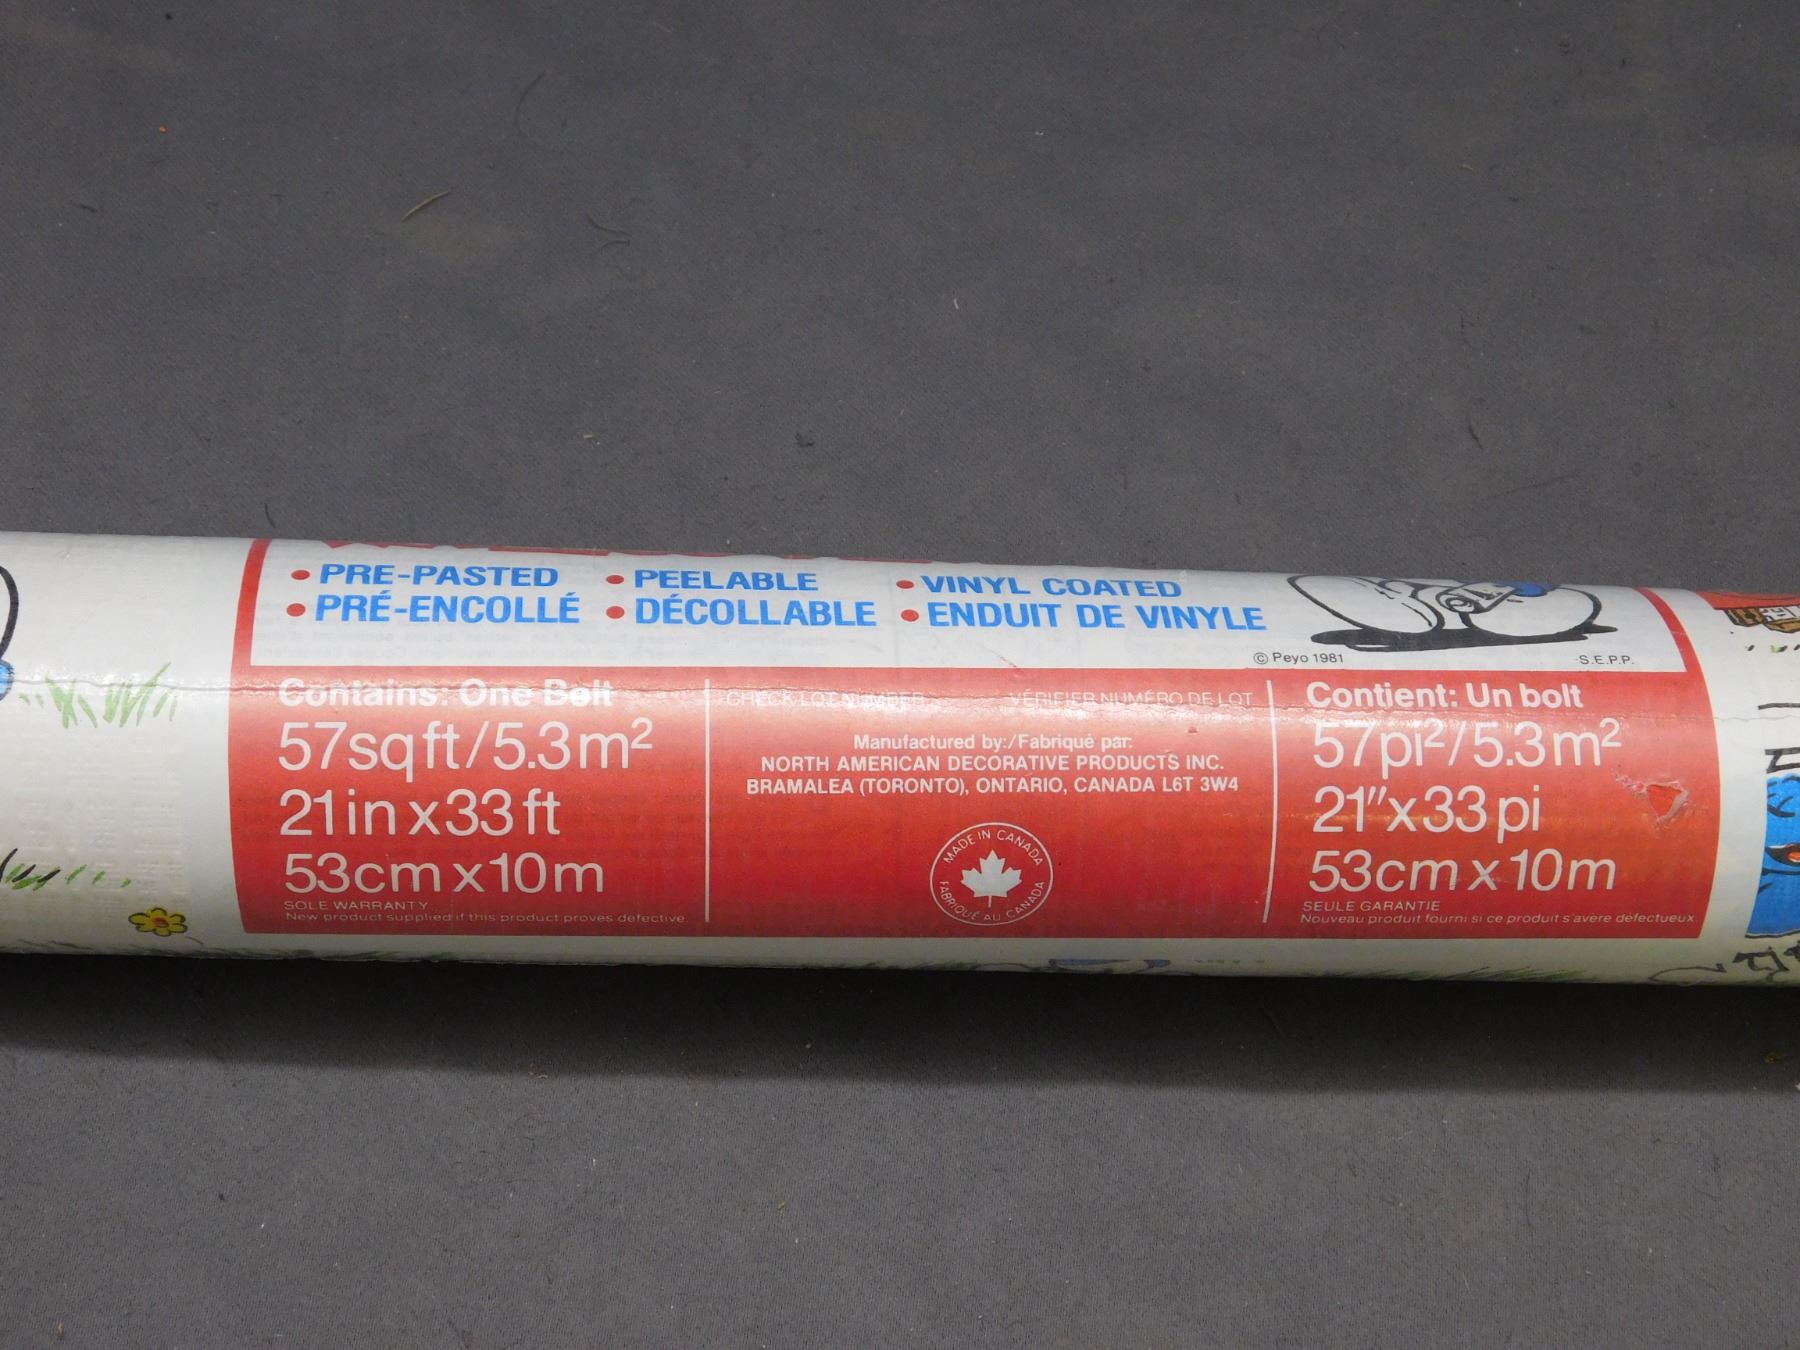 • PRE-PASTED • PEELABLE • VINYL COATED
• PRÉ-ENCOLLÉ • DÉCOLLABLE • ENDUIT DE VINYLE
© Peyo 1981 S.E.P.P.
Contains: One Bolt
57sq ft/5.3m²
21in x 33ft
53cm x 10m
SOLE WARRANTY
New product supplied if this product proves defective.
CHECK LOT NUMBER VÉRIFIER NUMÉRO DE LOT
Manufactured by:/Fabriqué par:
NORTH AMERICAN DECORATIVE PRODUCTS INC.
BRAMALEA (TORONTO), ONTARIO, CANADA L6T 3W4
MADE IN CANADA
FABRIQUÉ AU CANADA
Contient: Un bolt
57pi²/5.3m²
21"x33pi
53cm x 10m
SEULE GARANTIE
Nouveau produit fourni si ce produit s'avère défectueux.